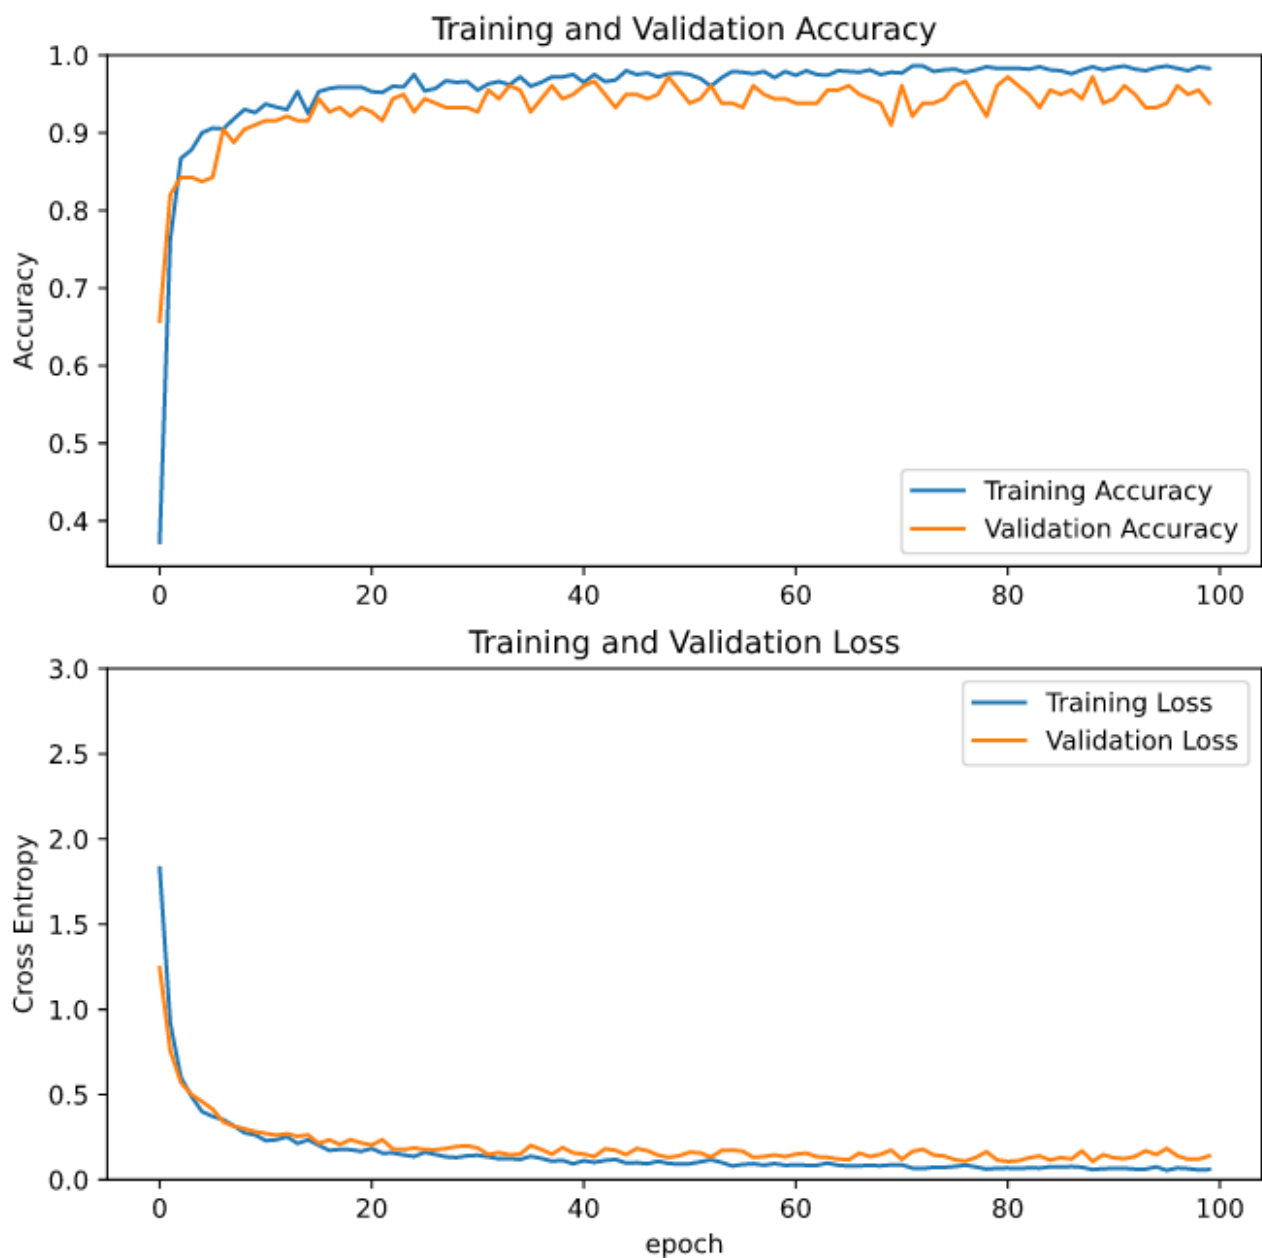 Training and Validation Accuracy
1.0
0.9
0.8
0.7
0.6
0.5
0.4
Accuracy
Training Accuracy
Validation Accuracy
0 20 40 60 80 100
Training and Validation Loss
3.0
2.5
2.0
1.5
1.0
0.5
0.0
Cross Entropy
Training Loss
Validation Loss
0 20 40 60 80 100
epoch